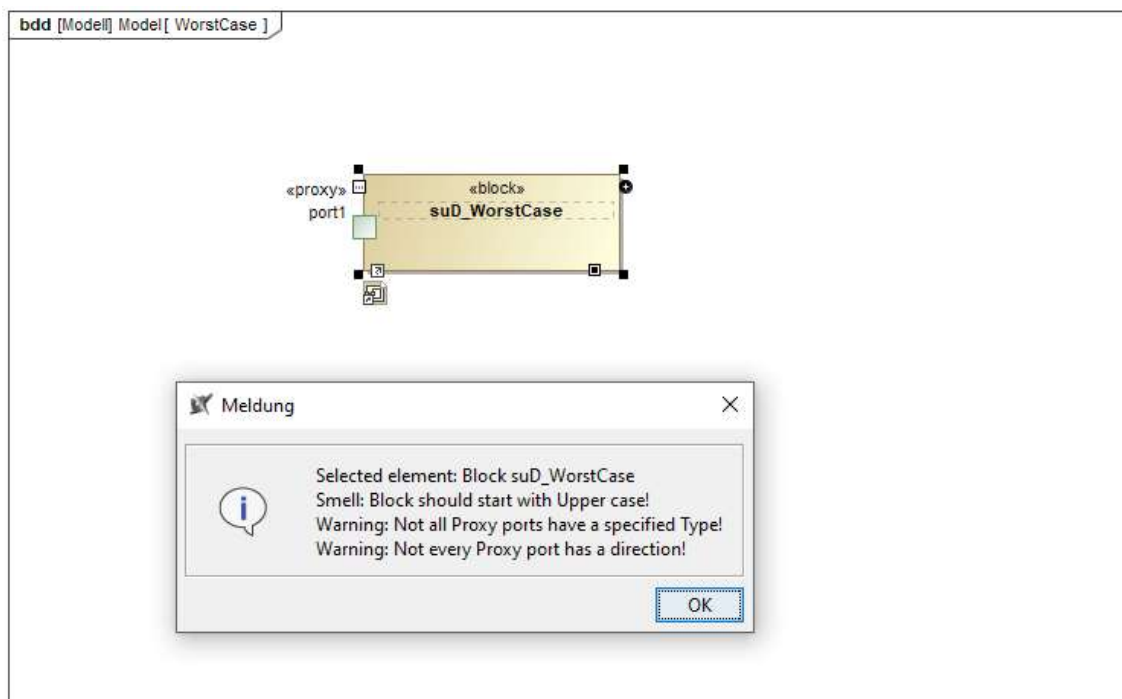 bdd [Modell] Model[ WorstCase ]
«proxy»
port1
«block»
suD_WorstCase
Meldung
Selected element: Block suD_WorstCase
Smell: Block should start with Upper case!
Warning: Not all Proxy ports have a specified Type!
Warning: Not every Proxy port has a direction!
OK